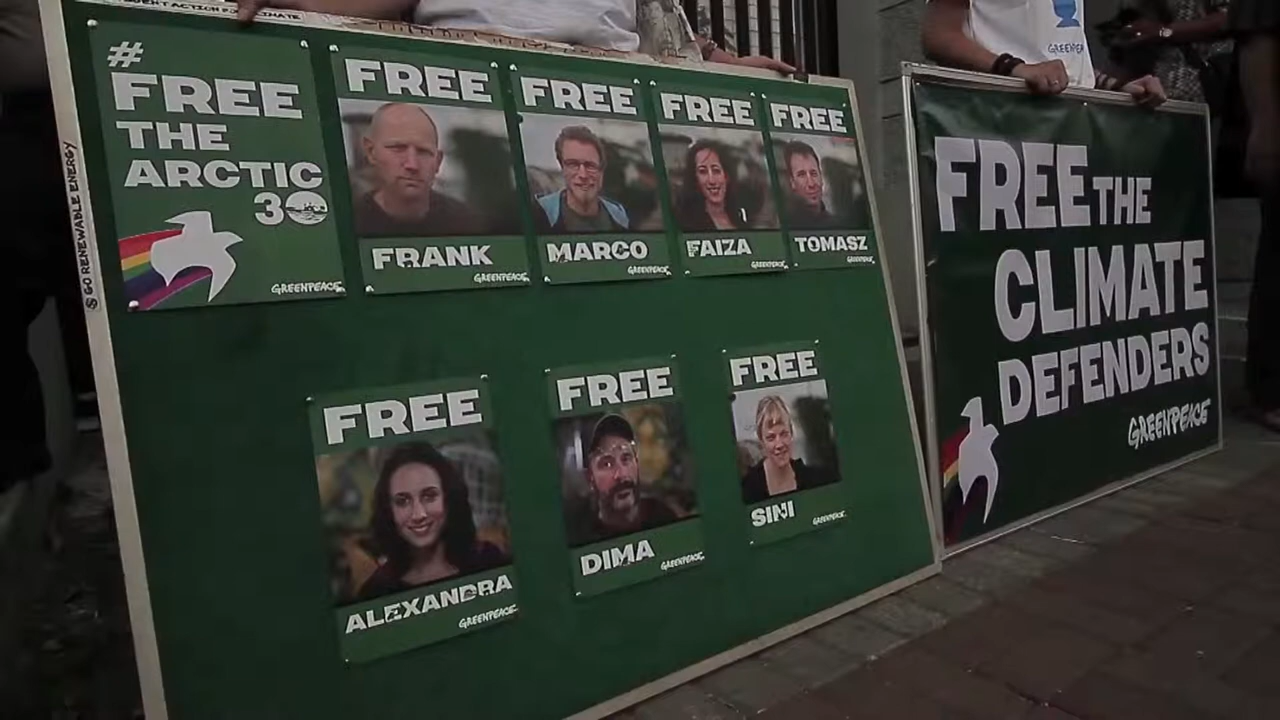 #
FREE
THE
ARCTIC
30
GREENPEACE
FREE
FRANK
GREENPEACE
FREE
MARCO
GREENPEACE
FREE
FAIZA
GREENPEACE
FREE
TOMASZ
GREENPEACE
FREE
ALEXANDRA
GREENPEACE
FREE
DIMA
GREENPEACE
FREE
SINI
GREENPEACE
GO RENEWABLE ENERGY
FREE THE
CLIMATE
DEFENDERS
GREENPEACE